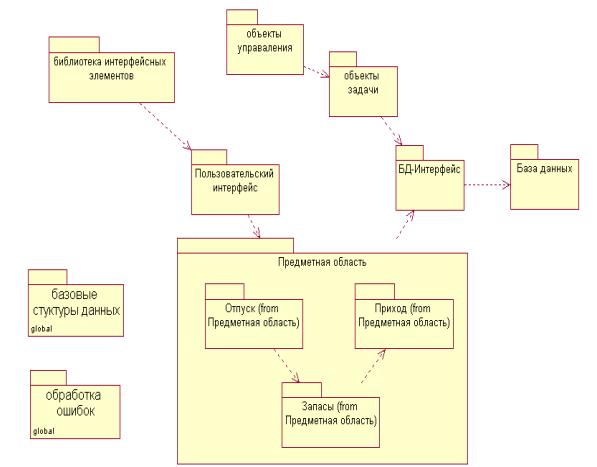 объекты
управаления
библиотека интерфейсных
элементов
объекты
задачи
Пользовательский
интерфейс
БД-Интерфейс
База данных
Предметная область
базовые
стуктуры данных
global
Отпуск (from
Предметная область)
Приход (from
Предметная область)
обработка
ошибок
global
Запасы (from
Предметная область)